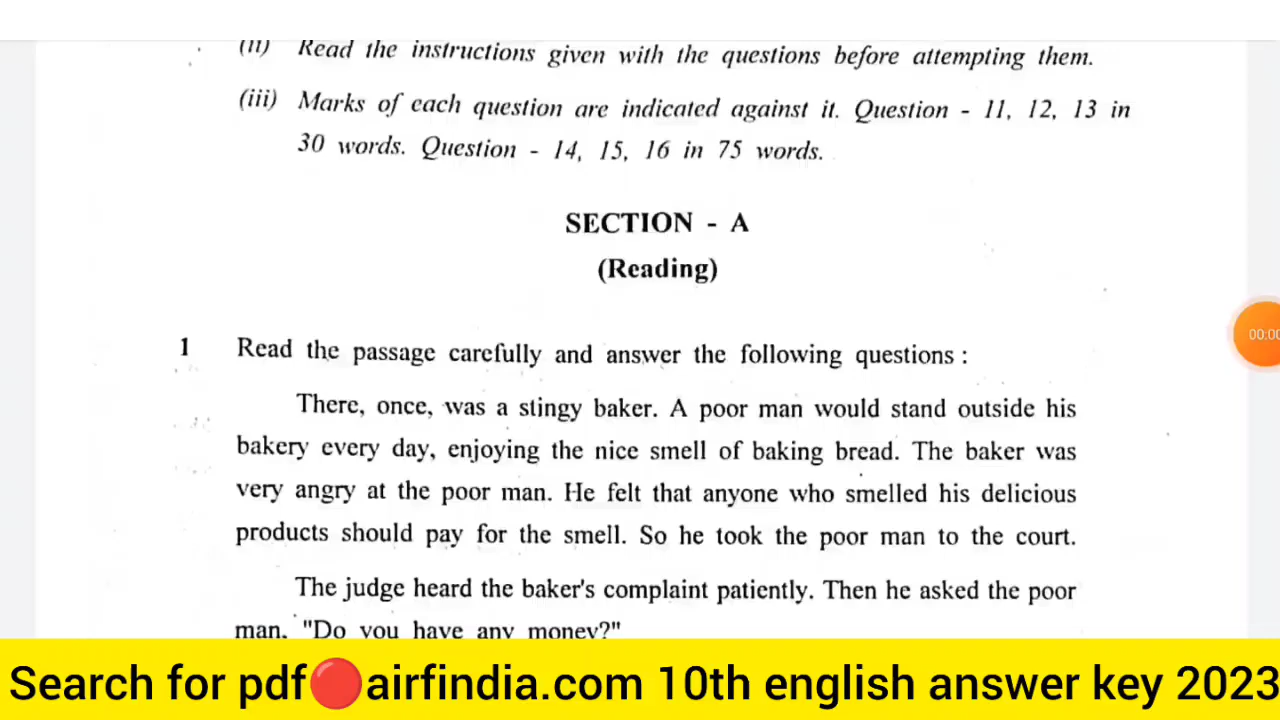 (ii) Read the instructions given with the questions before attempting them.
(iii) Marks of each question are indicated against it. Question - 11, 12, 13 in
30 words. Question - 14, 15, 16 in 75 words.
SECTION - A
(Reading)
1 Read the passage carefully and answer the following questions :
There, once, was a stingy baker. A poor man would stand outside his
bakery every day, enjoying the nice smell of baking bread. The baker was
very angry at the poor man. He felt that anyone who smelled his delicious
products should pay for the smell. So he took the poor man to the court.
The judge heard the baker's complaint patiently. Then he asked the poor
man, "Do you have any money?"
00:00
Search for pdf🔴airfindia.com 10th english answer key 2023